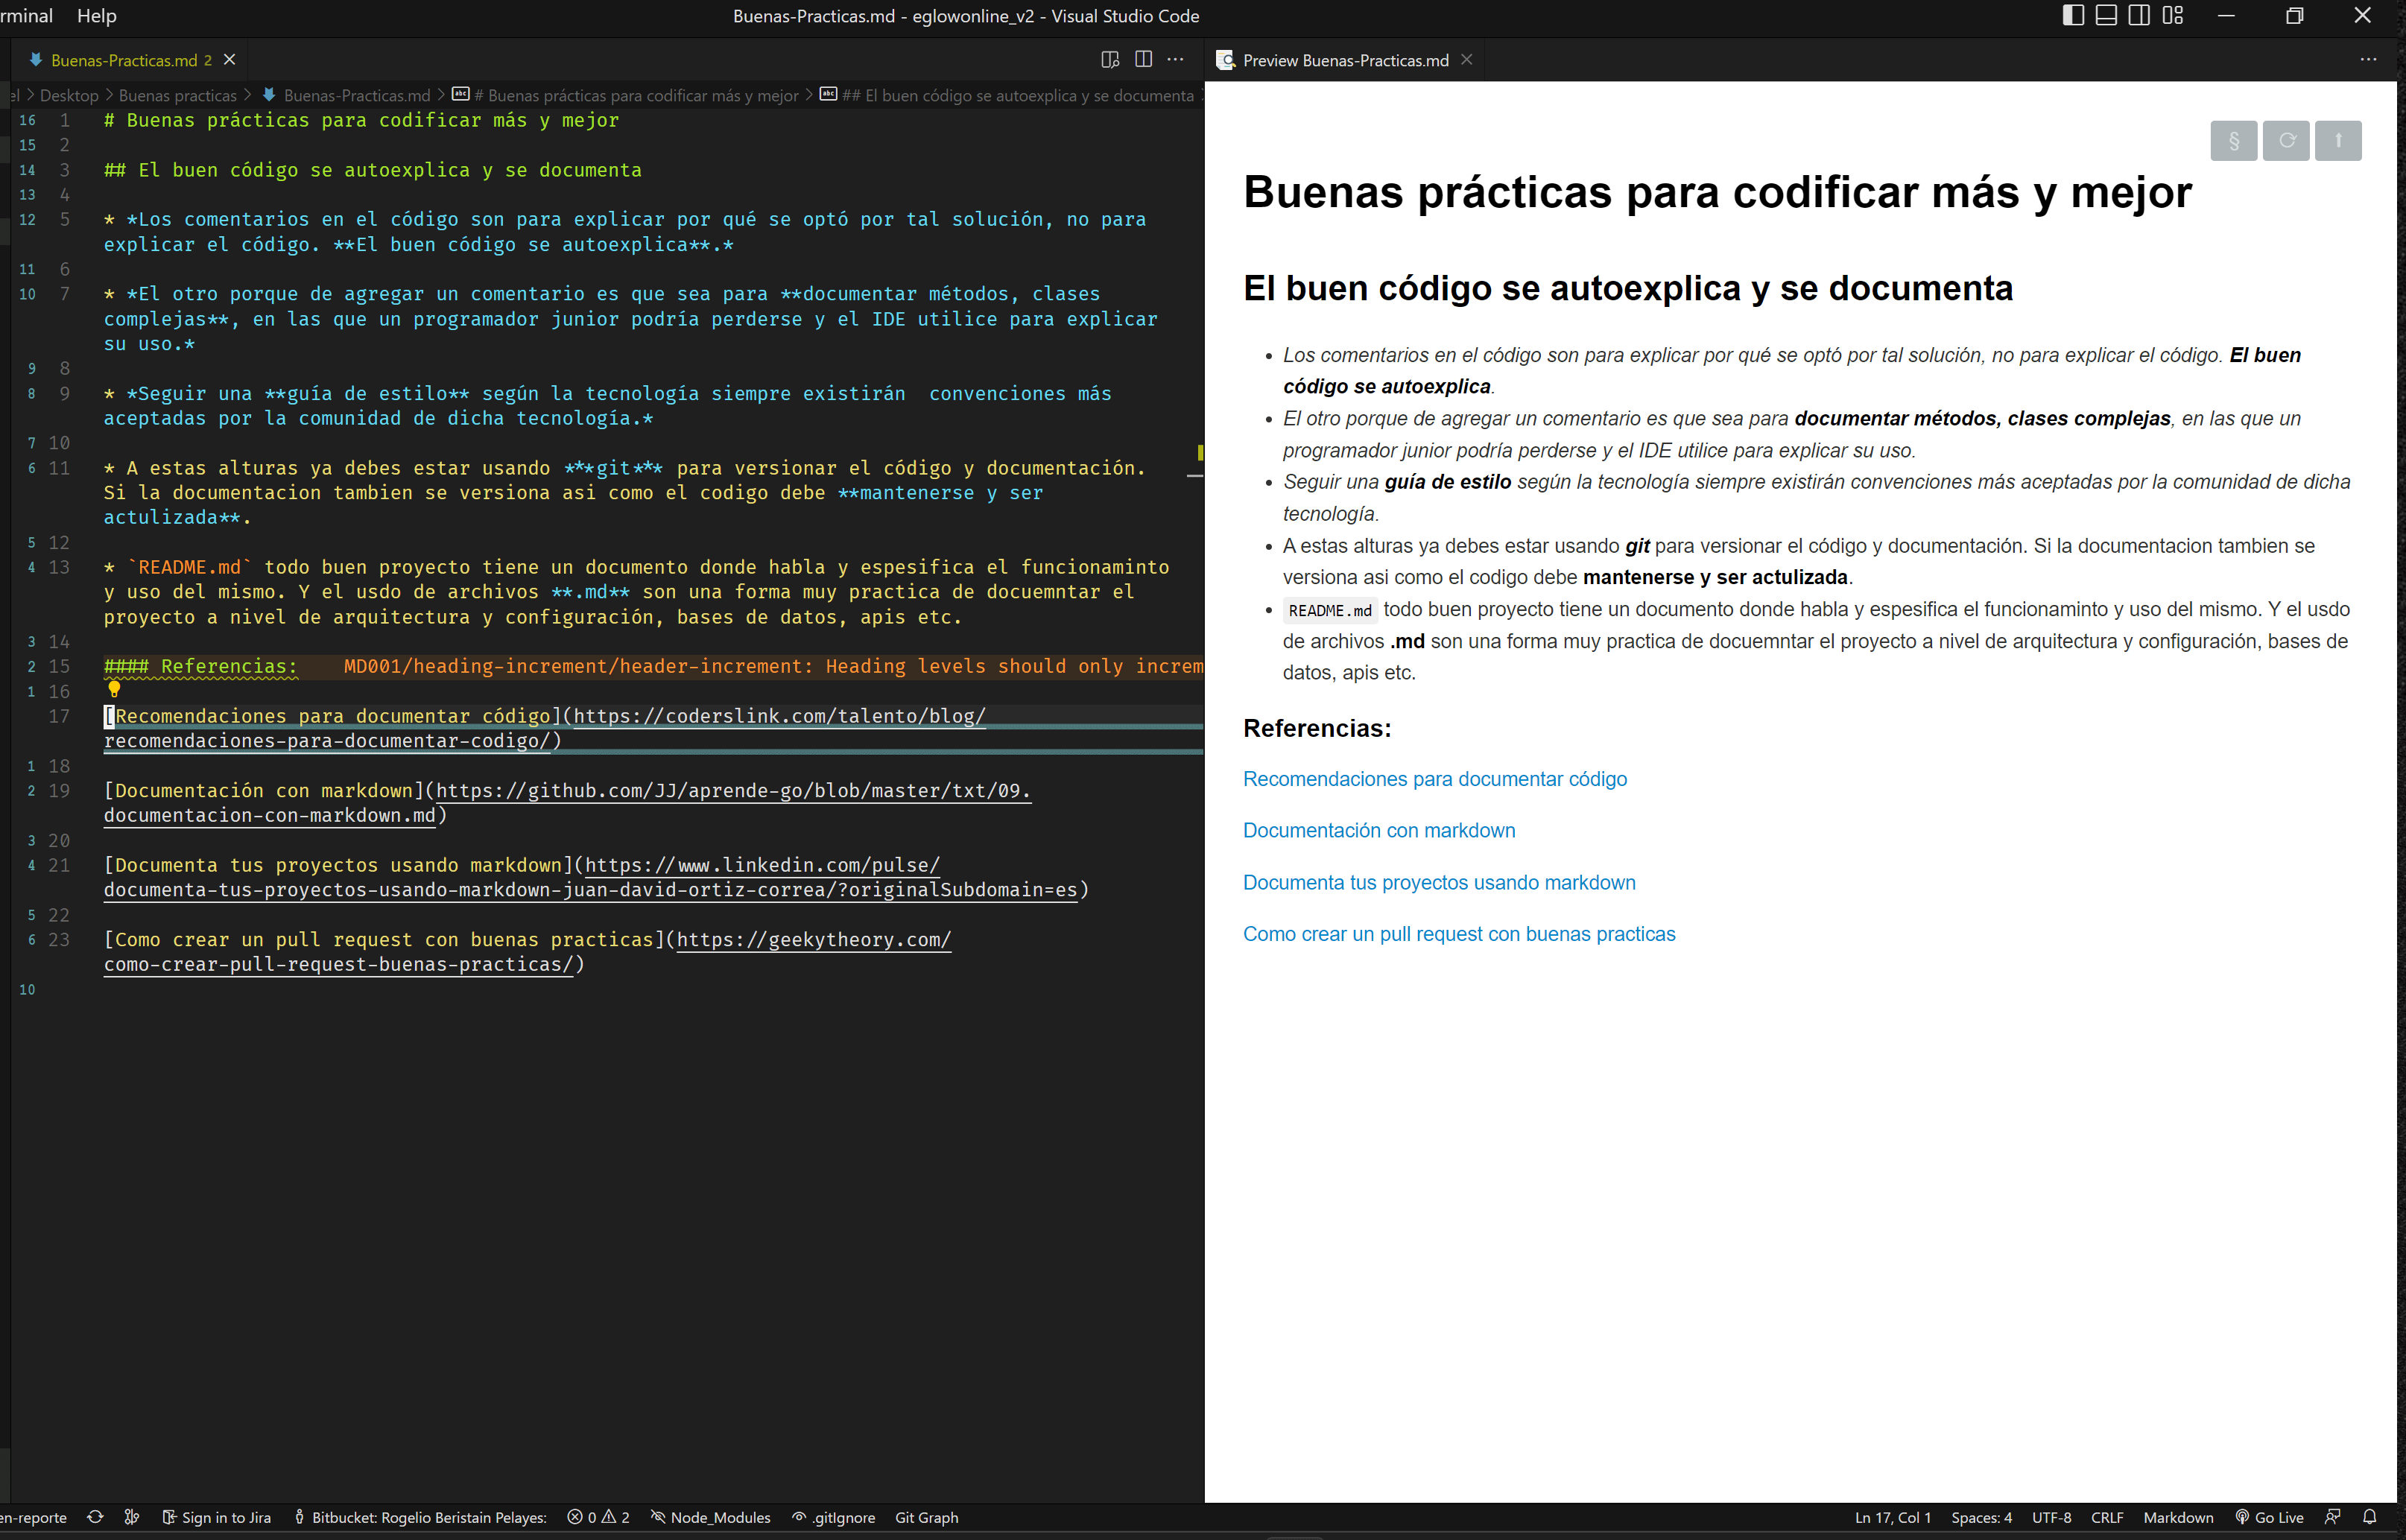 rminal Help
Buenas-Practicas.md - eglowonline_v2 - Visual Studio Code
Buenas-Practicas.md 2
Preview Buenas-Practicas.md
el > Desktop > Buenas practicas > Buenas-Practicas.md > # Buenas prácticas para codificar más y mejor > ## El buen código se autoexplica y se documenta
16 1 # Buenas prácticas para codificar más y mejor
15 2
14 3 ## El buen código se autoexplica y se documenta
13 4
12 5 * *Los comentarios en el código son para explicar por qué se optó por tal solución, no para
explicar el código. **El buen código se autoexplica**.*
11 6
10 7 * *El otro porque de agregar un comentario es que sea para **documentar métodos, clases
complejas**, en las que un programador junior podría perderse y el IDE utilice para explicar
su uso.*
9 8
8 9 * *Seguir una **guía de estilo** según la tecnología siempre existirán  convenciones más
aceptadas por la comunidad de dicha tecnología.*
7 10
6 11 * A estas alturas ya debes estar usando ***git*** para versionar el código y documentación.
Si la documentacion tambien se versiona asi como el codigo debe **mantenerse y ser
actulizada**.
5 12
4 13 * `README.md` todo buen proyecto tiene un documento donde habla y espesifica el funcionaminto
y uso del mismo. Y el usdo de archivos **.md** son una forma muy practica de docuemntar el
proyecto a nivel de arquitectura y configuración, bases de datos, apis etc.
3 14
2 15 #### Referencias: MD001/heading-increment/header-increment: Heading levels should only increm
1 16
17 [Recomendaciones para documentar código](https://coderslink.com/talento/blog/
recomendaciones-para-documentar-codigo/)
1 18
2 19 [Documentación con markdown](https://github.com/JJ/aprende-go/blob/master/txt/09.
documentacion-con-markdown.md)
3 20
4 21 [Documenta tus proyectos usando markdown](https://www.linkedin.com/pulse/
documenta-tus-proyectos-usando-markdown-juan-david-ortiz-correa/?originalSubdomain=es)
5 22
6 23 [Como crear un pull request con buenas practicas](https://geekytheory.com/
como-crear-pull-request-buenas-practicas/)
10
§
Buenas prácticas para codificar más y mejor
El buen código se autoexplica y se documenta
• Los comentarios en el código son para explicar por qué se optó por tal solución, no para explicar el código. El buen
código se autoexplica.
• El otro porque de agregar un comentario es que sea para documentar métodos, clases complejas, en las que un
programador junior podría perderse y el IDE utilice para explicar su uso.
• Seguir una guía de estilo según la tecnología siempre existirán convenciones más aceptadas por la comunidad de dicha
tecnología.
• A estas alturas ya debes estar usando git para versionar el código y documentación. Si la documentacion tambien se
versiona asi como el codigo debe mantenerse y ser actulizada.
• README.md todo buen proyecto tiene un documento donde habla y espesifica el funcionaminto y uso del mismo. Y el usdo
de archivos .md son una forma muy practica de docuemntar el proyecto a nivel de arquitectura y configuración, bases de
datos, apis etc.
Referencias:
Recomendaciones para documentar código
Documentación con markdown
Documenta tus proyectos usando markdown
Como crear un pull request con buenas practicas
en-reporte Sign in to Jira Bitbucket: Rogelio Beristain Pelayes: 0 2 Node_Modules .gitIgnore Git Graph
Ln 17, Col 1 Spaces: 4 UTF-8 CRLF Markdown Go Live